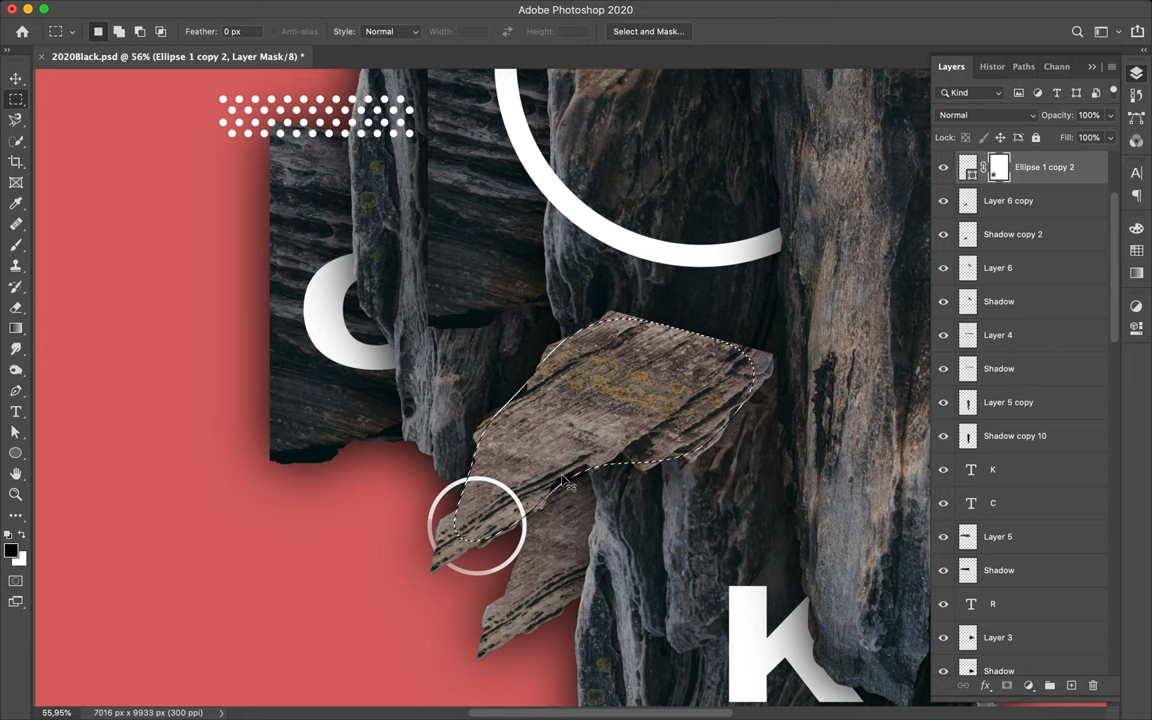 Adobe Photoshop 2020
Feather: 0 px
Anti-alias
Style: Normal
Width:
Height:
Select and Mask...
2020Black.psd @ 56% (Ellipse 1 copy 2, Layer Mask/8) *
Layers
Histor
Paths
Chann
Kind
Normal
Opacity: 100%
Lock:
Fill: 100%
Ellipse 1 copy 2
Layer 6 copy
Shadow copy 2
Layer 6
Shadow
Layer 4
Shadow
Layer 5 copy
Shadow copy 10
K
C
Layer 5
Shadow
R
Layer 3
Shadow
C
K
55,95%
7016 px x 9933 px (300 ppi)